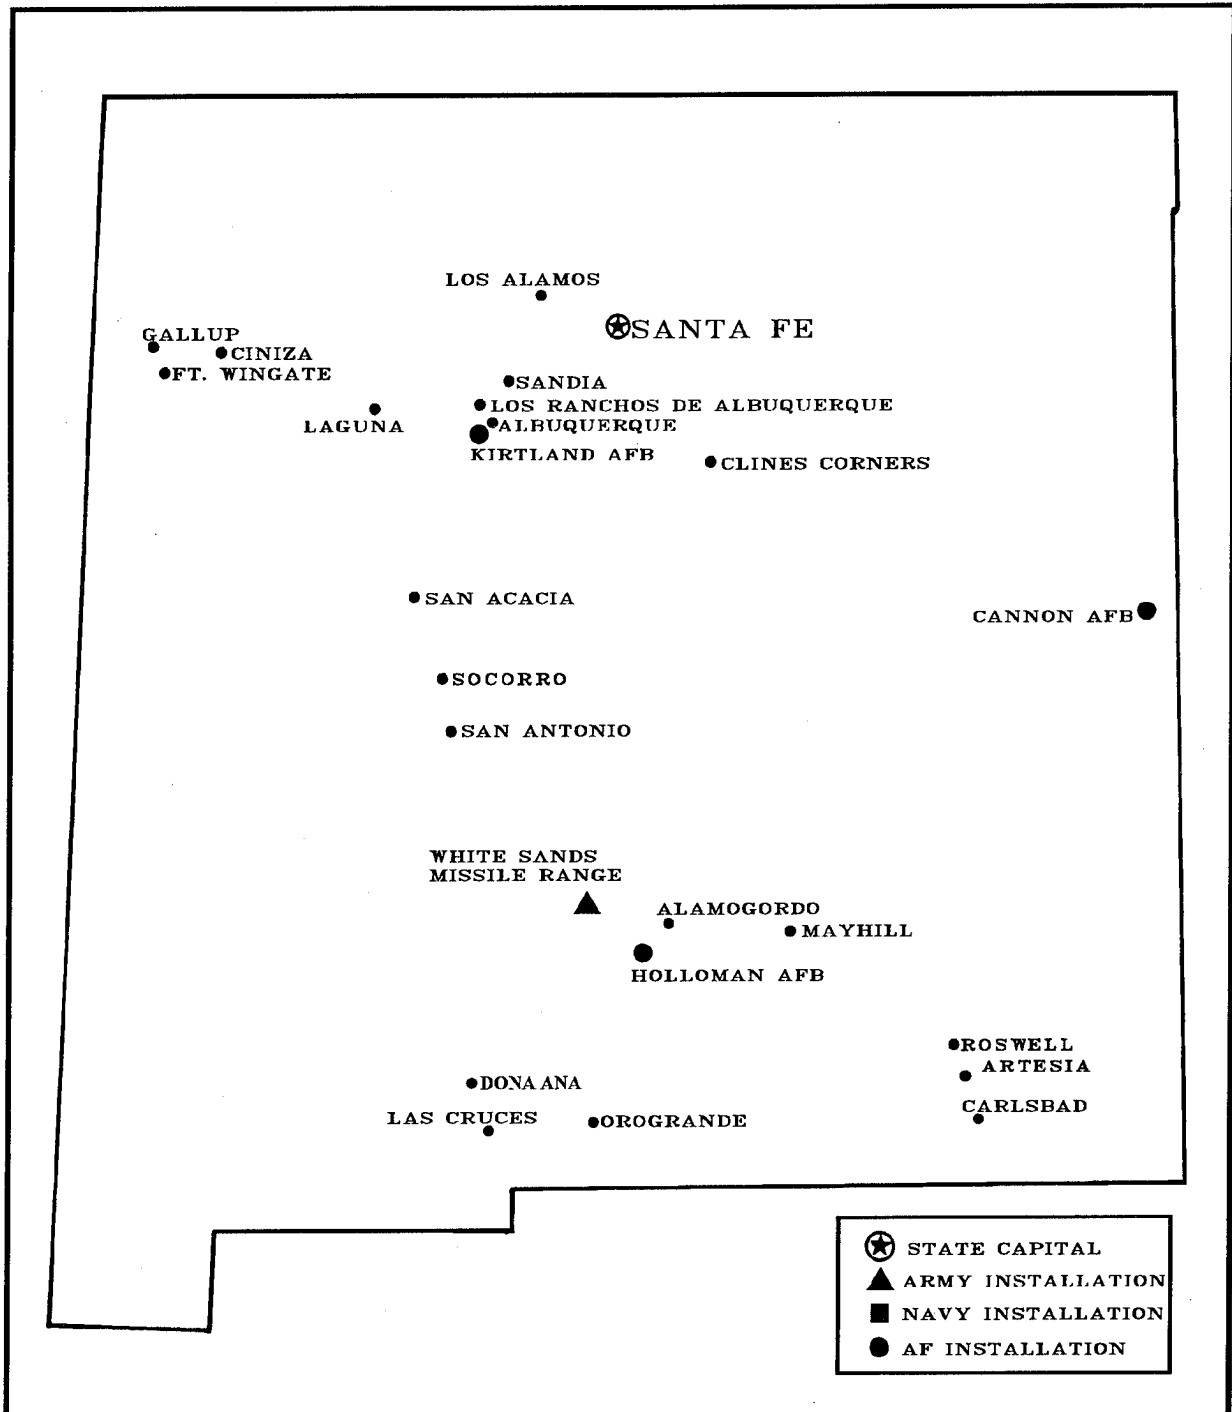 LOS ALAMOS
SANTA FE
GALLUP
CINIZA
FT. WINGATE
SANDIA
LOS RANCHOS DE ALBUQUERQUE
LAGUNA
ALBUQUERQUE
KIRTLAND AFB
CLINES CORNERS
SAN ACACIA
CANNON AFB
SOCORRO
SAN ANTONIO
WHITE SANDS
MISSILE RANGE
ALAMOGORDO
MAYHILL
HOLLOMAN AFB
ROSWELL
ARTESIA
DONA ANA
CARLSBAD
LAS CRUCES
OROGRANDE
STATE CAPITAL
ARMY INSTALLATION
NAVY INSTALLATION
AF INSTALLATION